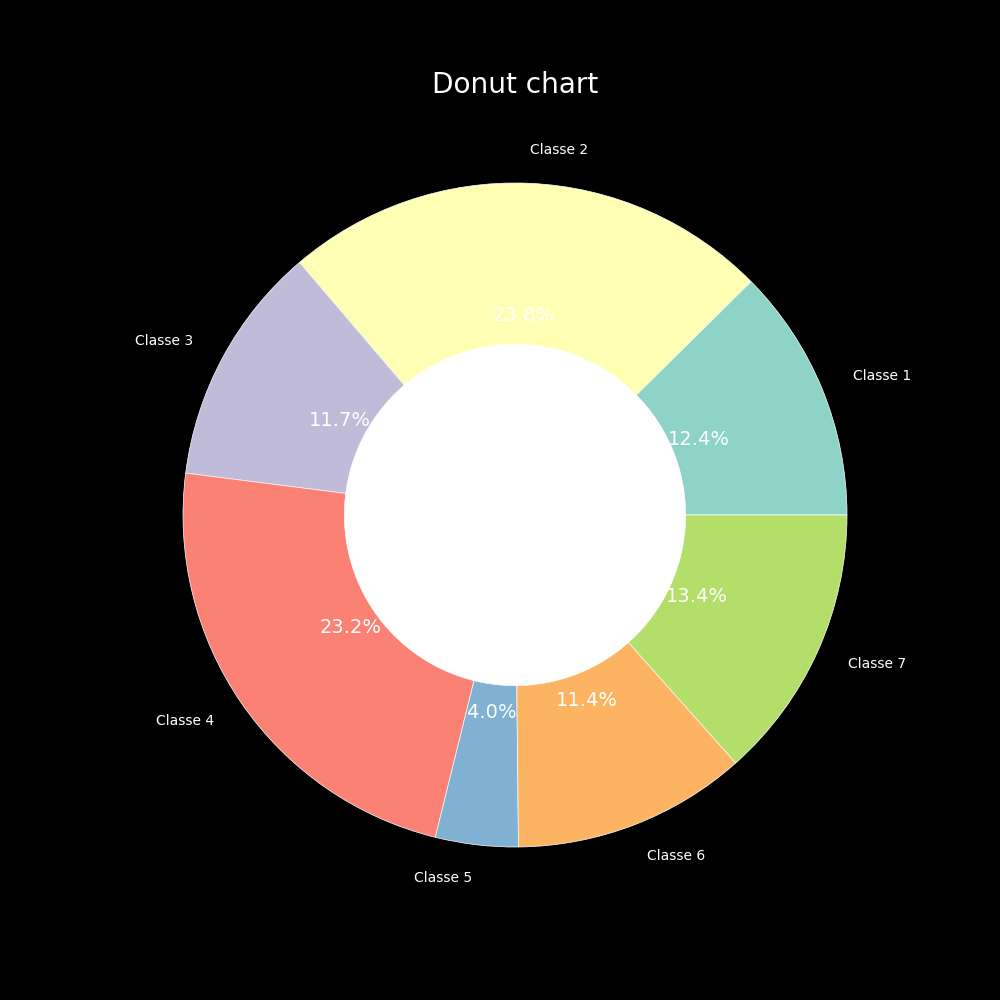 Donut chart
Classe 2
23.8%
Classe 3
11.7%
Classe 1
12.4%
Classe 4
23.2%
Classe 7
13.4%
4.0%
Classe 5
11.4%
Classe 6